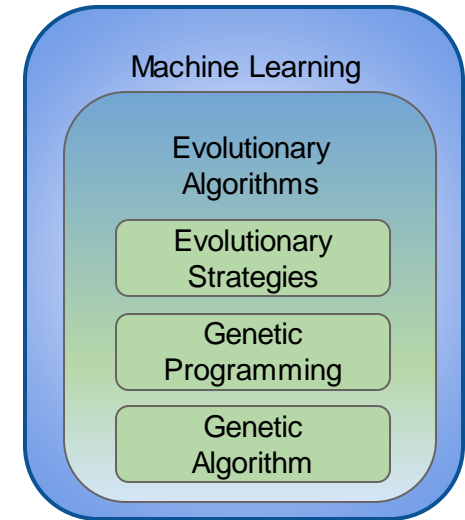 Machine Learning
Evolutionary
Algorithms
Evolutionary
Strategies
Genetic
Programming
Genetic
Algorithm